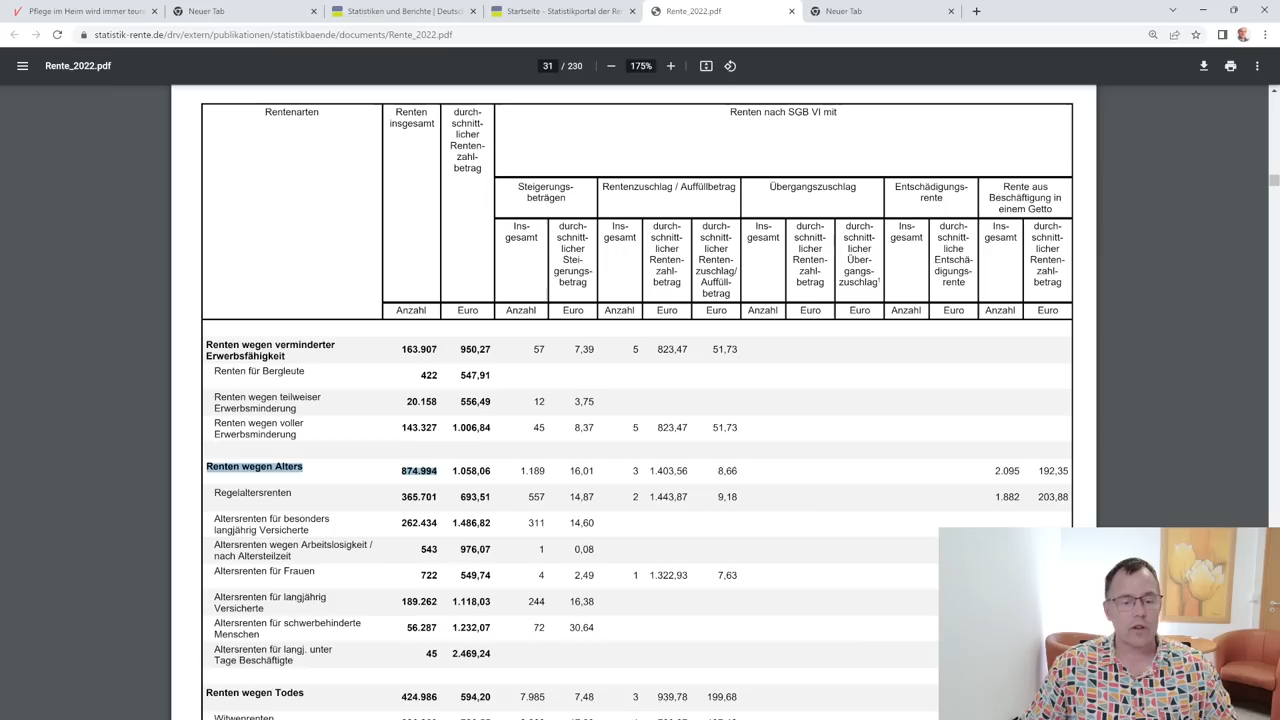 Pflege im Heim wird immer teure
Neuer Tab
Statistiken und Berichte | Deutsc
Startseite - Statistikportal der Re
Rente_2022.pdf
Neuer Tab
statistik-rente.de/drv/extern/publikationen/statistikbaende/documents/Rente_2022.pdf
Rente_2022.pdf
31 / 230
175%
Rentenarten
Renten
insgesamt
durch-
schnitt-
licher
Renten-
zahl-
betrag
Renten nach SGB VI mit
Steigerungs-
beträgen
Rentenzuschlag / Auffüllbetrag
Übergangszuschlag
Entschädigungs-
rente
Rente aus
Beschäftigung in
einem Getto
Ins-
gesamt
durch-
schnitt-
licher
Stei-
gerungs-
betrag
Ins-
gesamt
durch-
schnitt-
licher
Renten-
zahl-
betrag
durch-
schnitt-
licher
Renten-
zuschlag/
Auffüll-
betrag
Ins-
gesamt
durch-
schnitt-
licher
Renten-
zahl-
betrag
durch-
schnitt-
licher
Über-
gangs-
zuschlag¹
Ins-
gesamt
durch-
schnitt-
liche
Entschä-
digungs-
rente
Ins-
gesamt
durch-
schnitt-
licher
Renten-
zahl-
betrag
Anzahl Euro Anzahl Euro Anzahl Euro Euro Anzahl Euro Euro Anzahl Euro Anzahl Euro
Renten wegen verminderter
Erwerbsfähigkeit 163.907 950,27 57 7,39 5 823,47 51,73
Renten für Bergleute 422 547,91
Renten wegen teilweiser
Erwerbsminderung 20.158 556,49 12 3,75
Renten wegen voller
Erwerbsminderung 143.327 1.006,84 45 8,37 5 823,47 51,73
Renten wegen Alters 874.994 1.058,06 1.189 16,01 3 1.403,56 8,66 2.095 192,35
Regelaltersrenten 365.701 693,51 557 14,87 2 1.443,87 9,18 1.882 203,88
Altersrenten für besonders
langjährig Versicherte 262.434 1.486,82 311 14,60
Altersrenten wegen Arbeitslosigkeit /
nach Altersteilzeit 543 976,07 1 0,08
Altersrenten für Frauen 722 549,74 4 2,49 1 1.322,93 7,63
Altersrenten für langjährig
Versicherte 189.262 1.118,03 244 16,38
Altersrenten für schwerbehinderte
Menschen 56.287 1.232,07 72 30,64
Altersrenten für langj. unter
Tage Beschäftigte 45 2.469,24
Renten wegen Todes 424.986 594,20 7.985 7,48 3 939,78 199,68
Witwenrenten